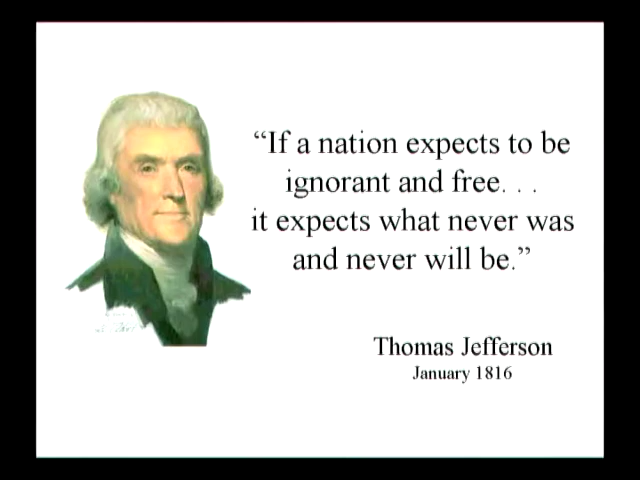 “If a nation expects to be
ignorant and free. . .
it expects what never was
and never will be.”
Thomas Jefferson
January 1816